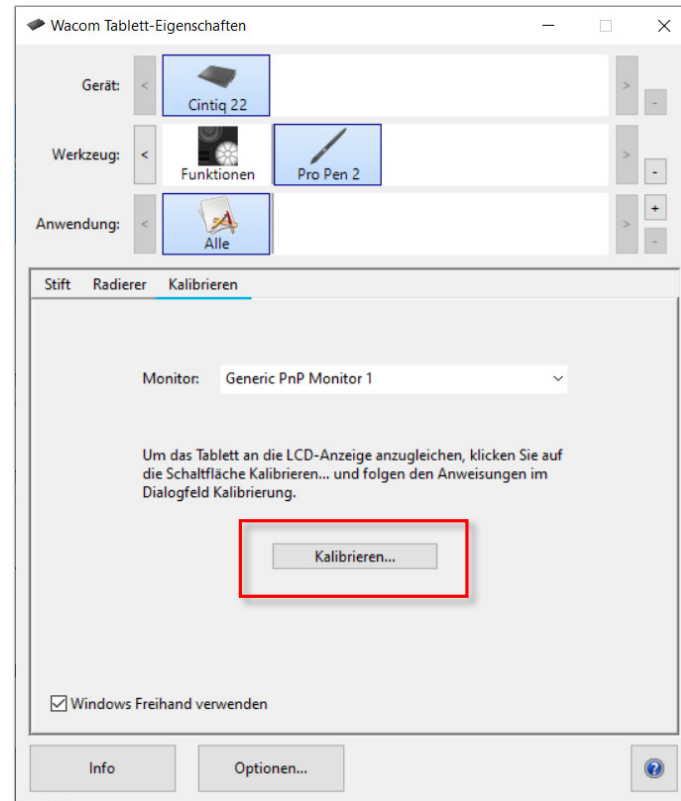 Wacom Tablett-Eigenschaften
Gerät:
<
Cintiq 22
>
-
Werkzeug:
<
Funktionen
Pro Pen 2
>
-
Anwendung:
<
Alle
>
+
-
Stift Radierer Kalibrieren
Monitor: Generic PnP Monitor 1
Um das Tablett an die LCD-Anzeige anzugleichen, klicken Sie auf
die Schaltfläche Kalibrieren... und folgen den Anweisungen im
Dialogfeld Kalibrierung.
Kalibrieren...
Windows Freihand verwenden
Info Optionen... ?